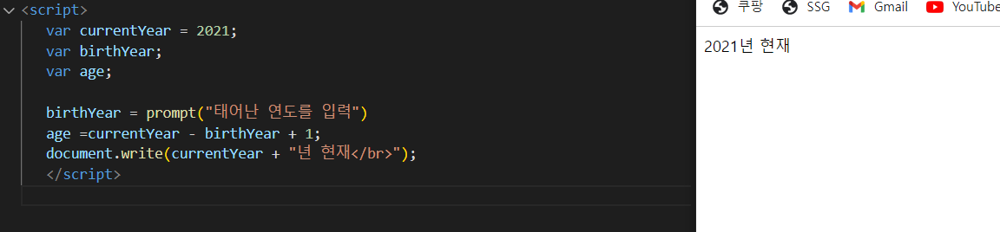 <script>
var currentYear = 2021;
var birthYear;
var age;
birthYear = prompt("태어난 연도를 입력")
age =currentYear - birthYear + 1;
document.write(currentYear + "년 현재</br>");
</script>
쿠팡 SSG Gmail YouTube
2021년 현재